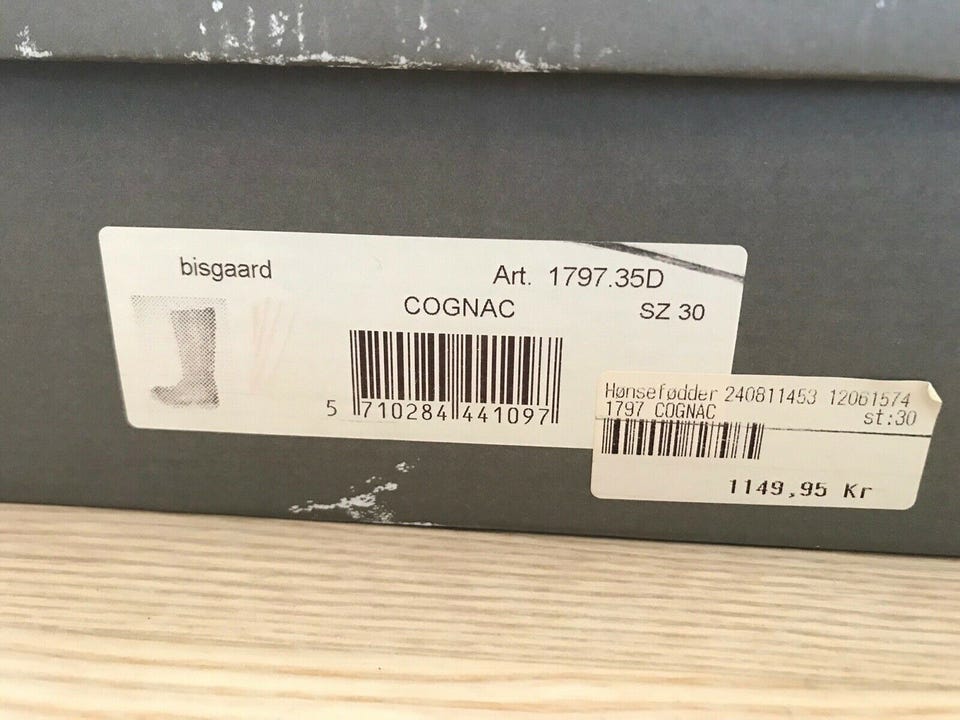 bisgaard
Art. 1797.35D
COGNAC
SZ 30
5 710284 441097
Hønsefødder 240811453 12061574
1797 COGNAC
st:30
1149,95 Kr